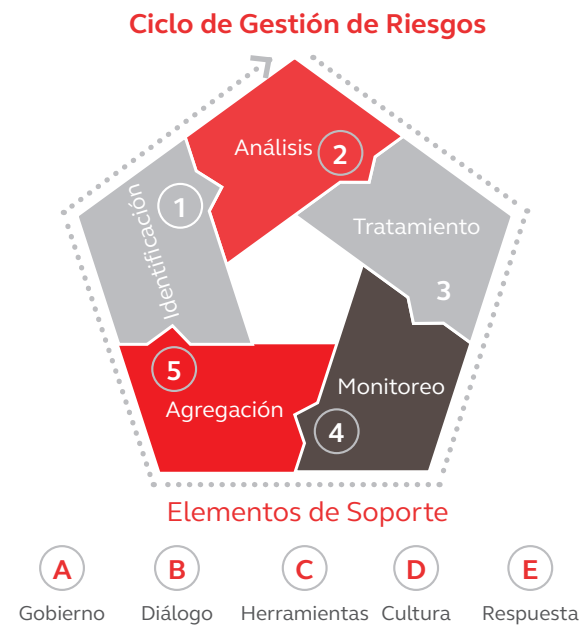 Ciclo de Gestión de Riesgos
Análisis 2
1
Identificación
Tratamiento
3
5
Agregación
Monitoreo
4
Elementos de Soporte
A B C D E
Gobierno Diálogo Herramientas Cultura Respuesta